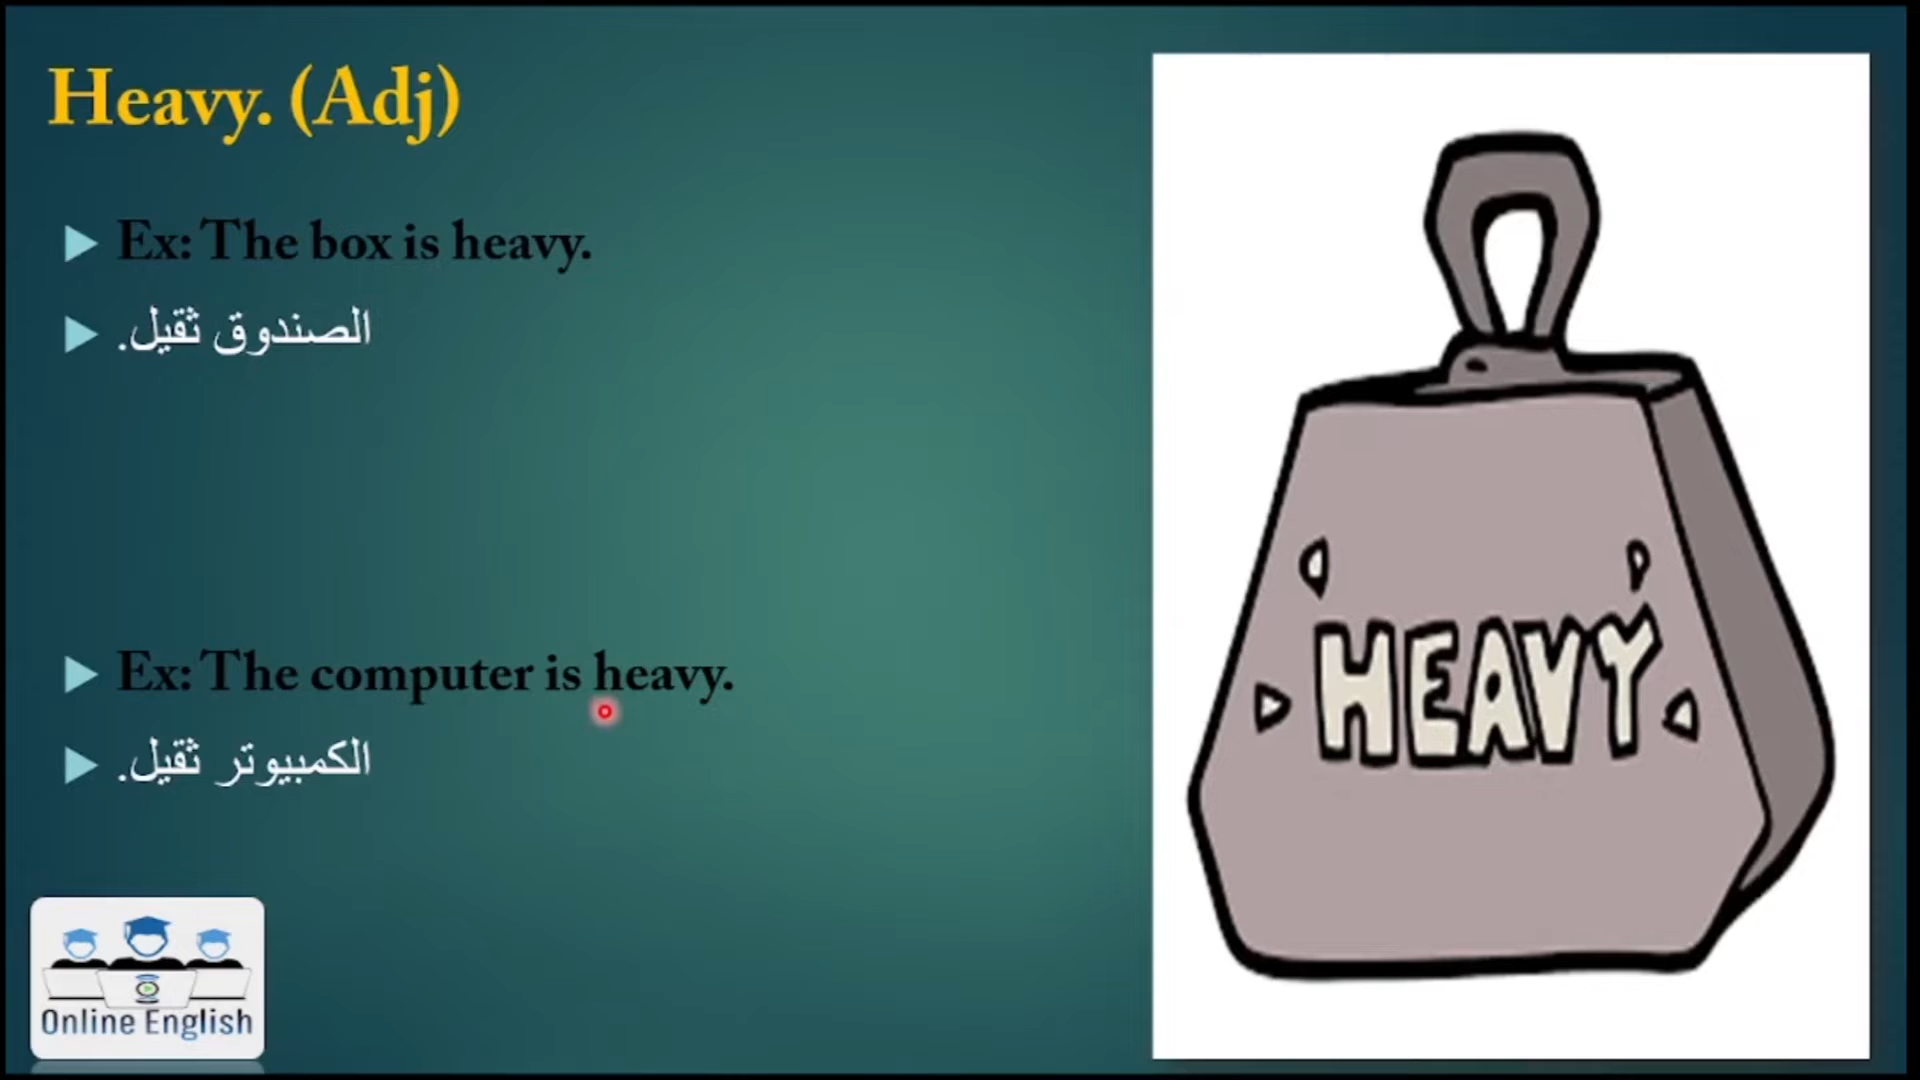 Heavy. (Adj)
Ex: The box is heavy.
الصندوق ثقيل.
Ex: The computer is heavy.
الكمبيوتر ثقيل.
HEAVY
Online English